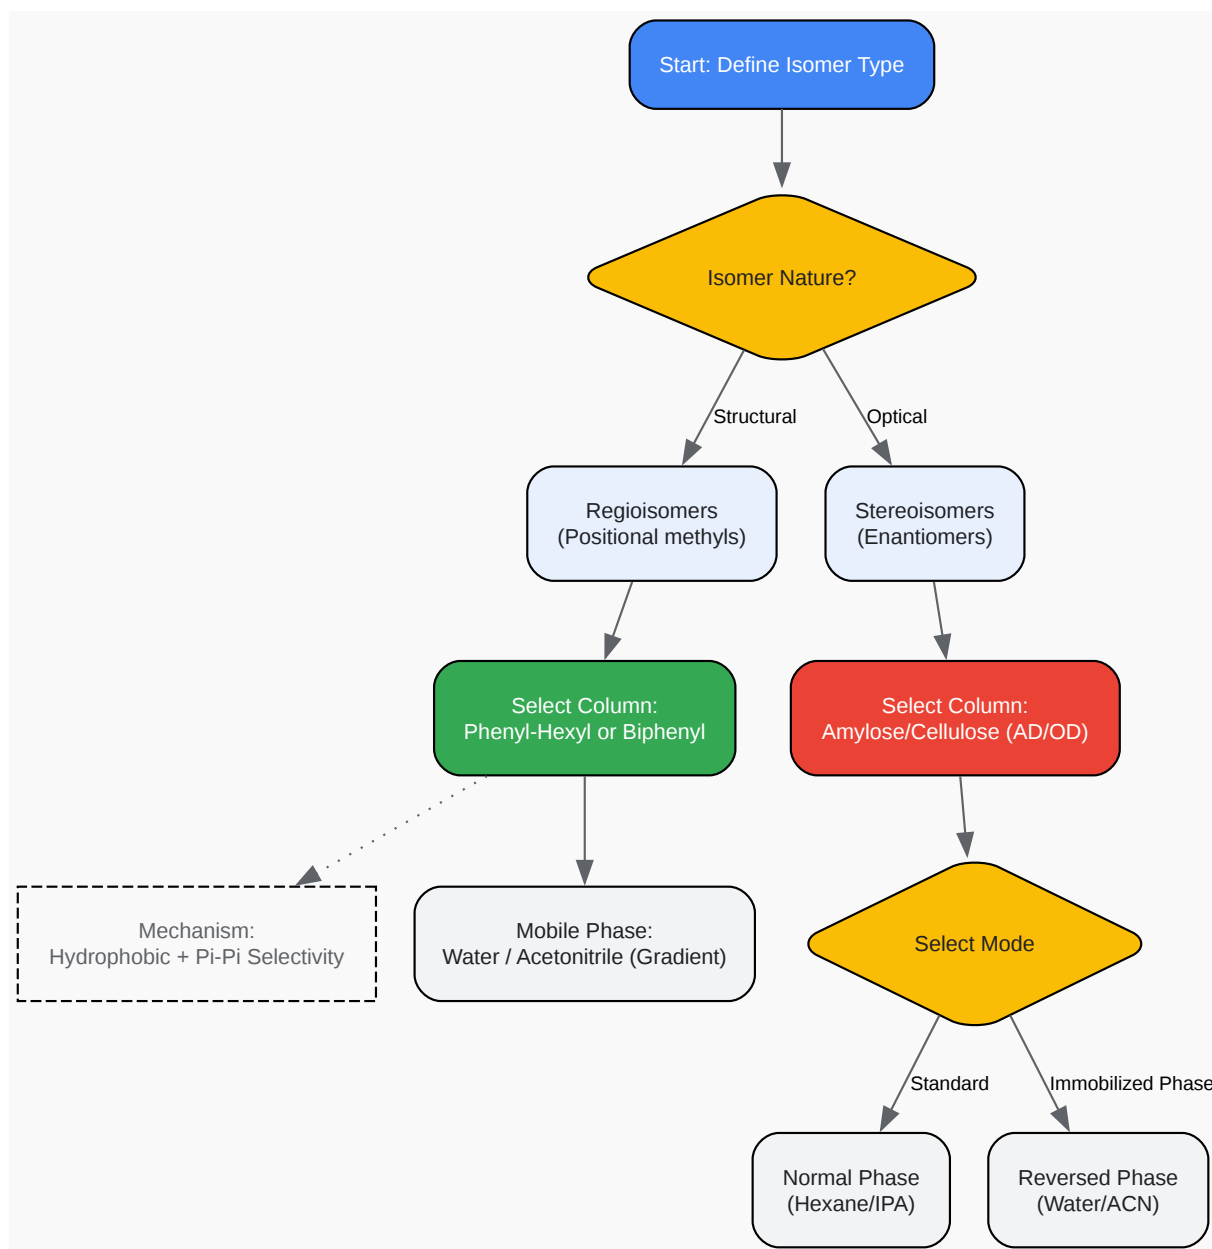 Start: Define Isomer Type
Isomer Nature?
Structural
Optical
Regioisomers
(Positional methyls)
Stereoisomers
(Enantiomers)
Select Column:
Phenyl-Hexyl or Biphenyl
Select Column:
Amylose/Cellulose (AD/OD)
Mechanism:
Hydrophobic + Pi-Pi Selectivity
Mobile Phase:
Water / Acetonitrile (Gradient)
Select Mode
Standard
Immobilized Phase
Normal Phase
(Hexane/IPA)
Reversed Phase
(Water/ACN)